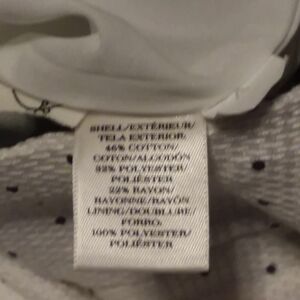 SHELL/EXTÉRIEUR/
TELA EXTERIOR:
46% COTTON/
COTON/ALGODÓN
32% POLYESTER/
POLIÉSTER
22% RAYON/
RAYONNE/RAYÓN
LINING/DOUBLURE/
FORRO:
100% POLYESTER/
POLIÉSTER